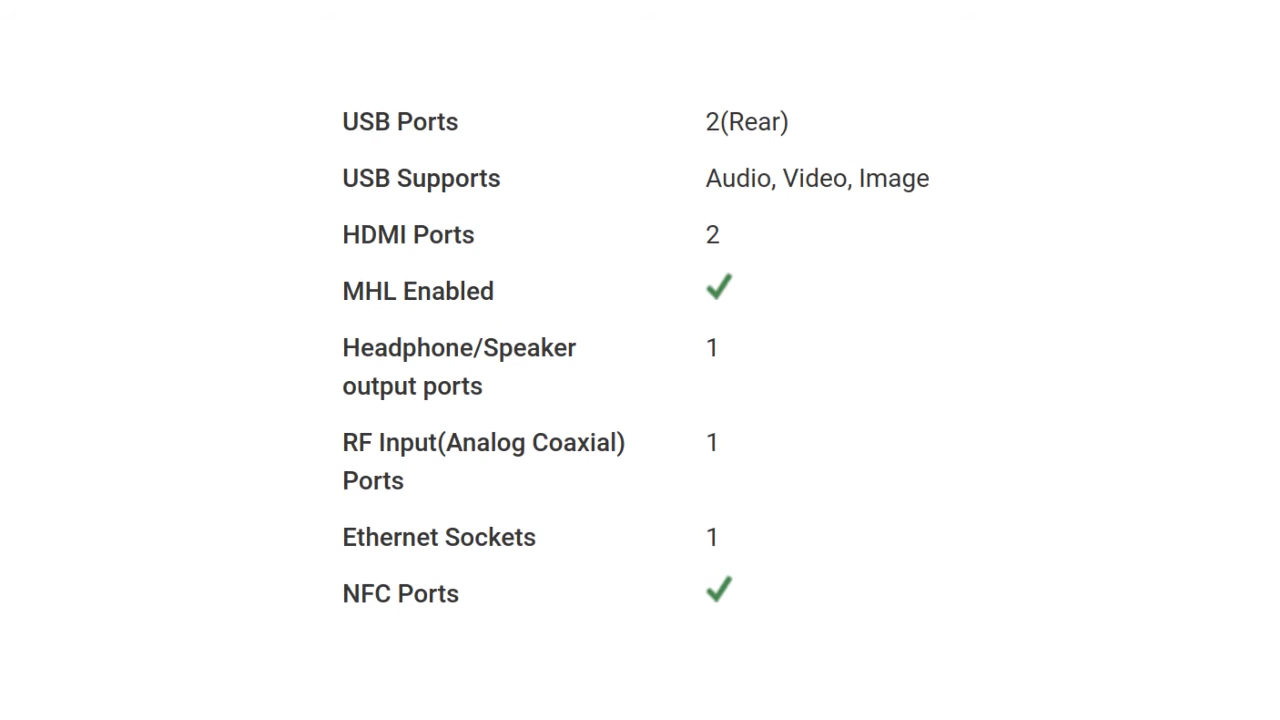 USB Ports 2(Rear)
USB Supports Audio, Video, Image
HDMI Ports 2
MHL Enabled
Headphone/Speaker 1
output ports
RF Input(Analog Coaxial) 1
Ports
Ethernet Sockets 1
NFC Ports